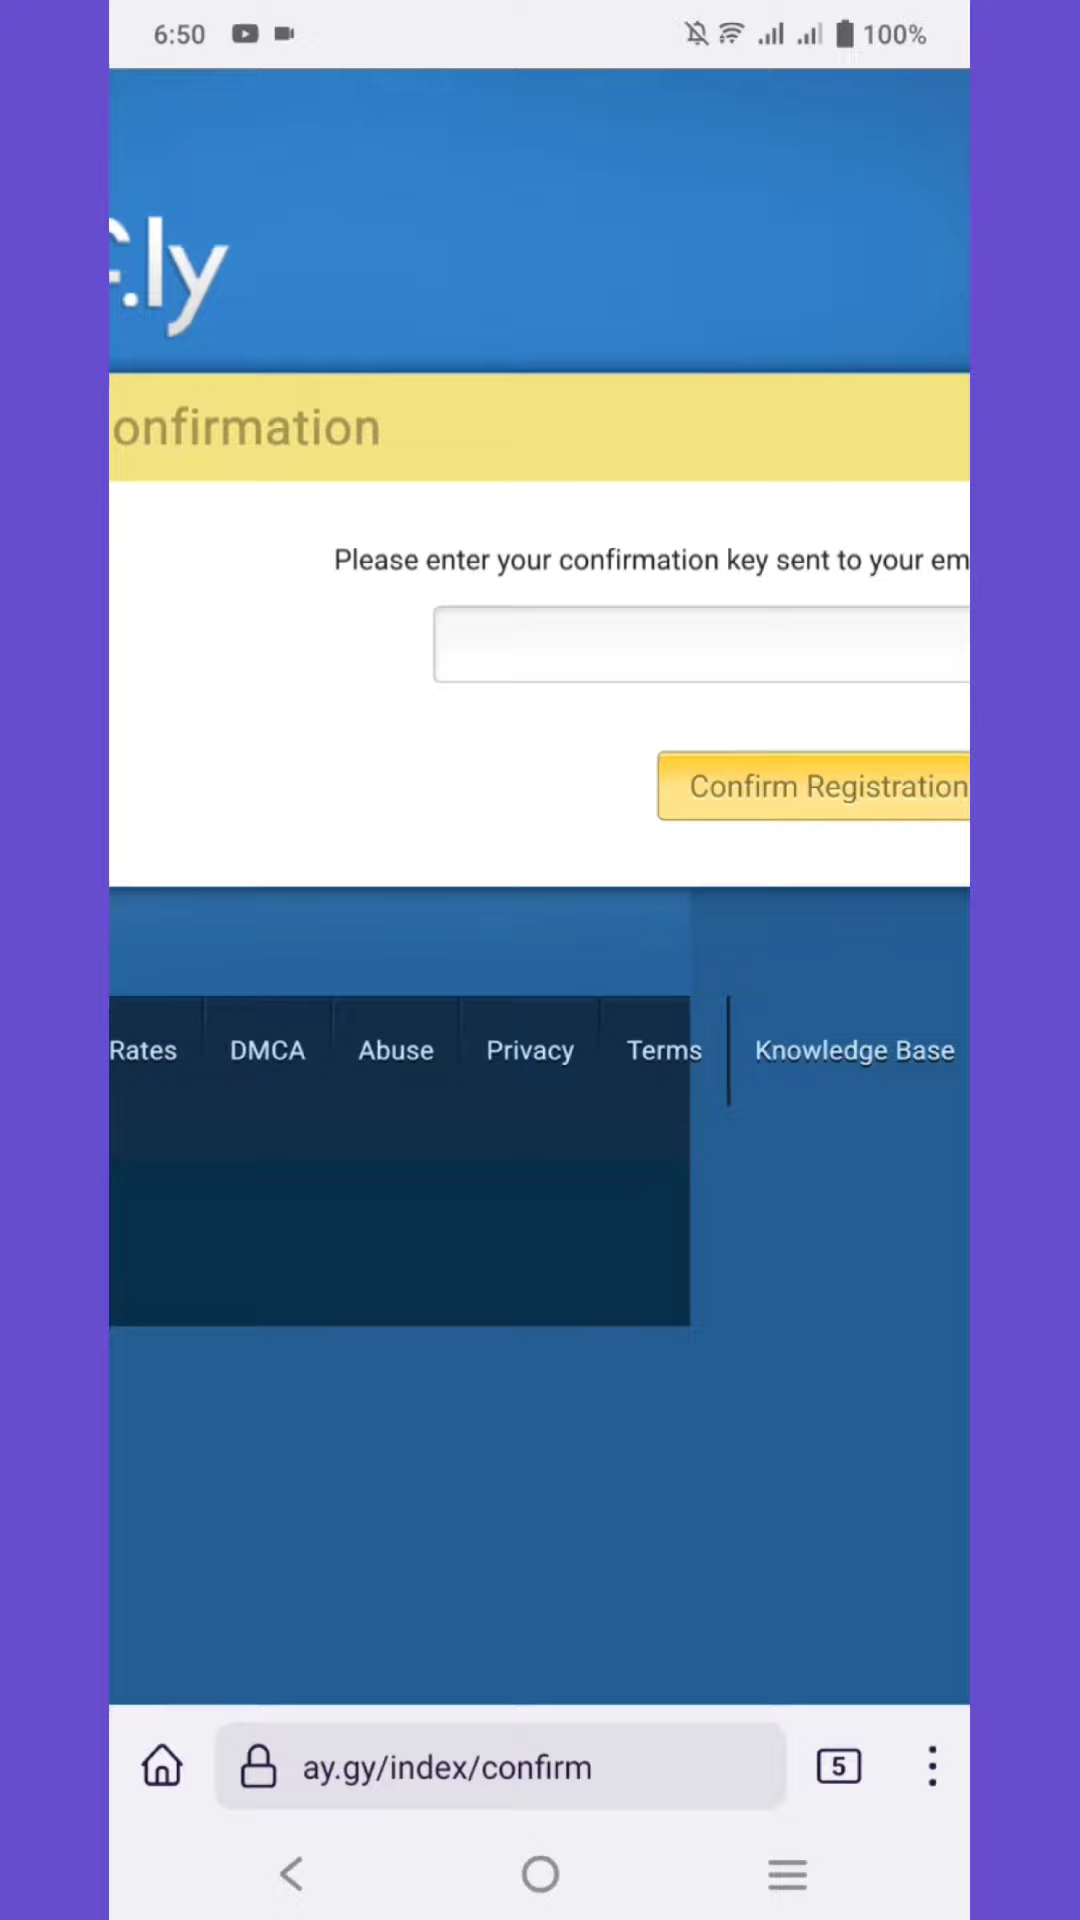 6:50 100%
.ly
onfirmation
Please enter your confirmation key sent to your em
Confirm Registration
Rates DMCA Abuse Privacy Terms Knowledge Base
ay.gy/index/confirm 5